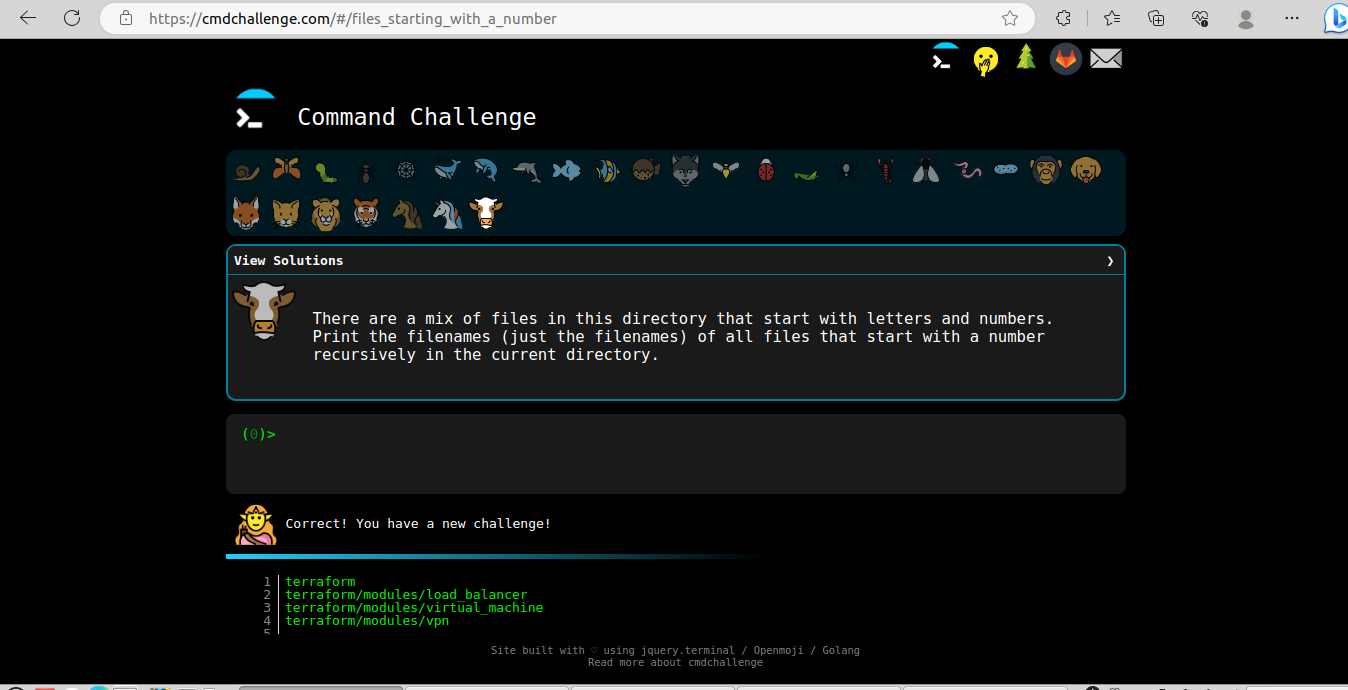 https://cmdchallenge.com/#/files_starting_with_a_number
Command Challenge
View Solutions
There are a mix of files in this directory that start with letters and numbers.
Print the filenames (just the filenames) of all files that start with a number
recursively in the current directory.
(0)>
Correct! You have a new challenge!
1 terraform
2 terraform/modules/load_balancer
3 terraform/modules/virtual_machine
4 terraform/modules/vpn
5
Site built with ♡ using jquery.terminal / Openmoji / Golang
Read more about cmdchallenge